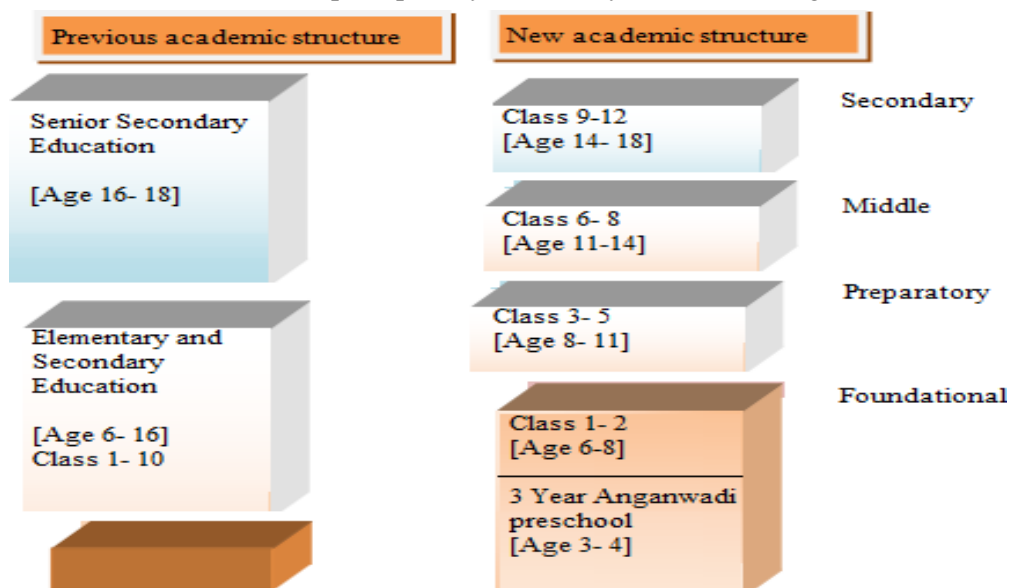 Previous academic structure
Senior Secondary
Education
[Age 16- 18]
Elementary and
Secondary
Education
[Age 6- 16]
Class 1- 10
New academic structure
Class 9-12
[Age 14- 18]
Secondary
Class 6- 8
[Age 11-14]
Middle
Class 3- 5
[Age 8- 11]
Preparatory
Class 1- 2
[Age 6-8]
3 Year Anganwadi
preschool
[Age 3- 4]
Foundational